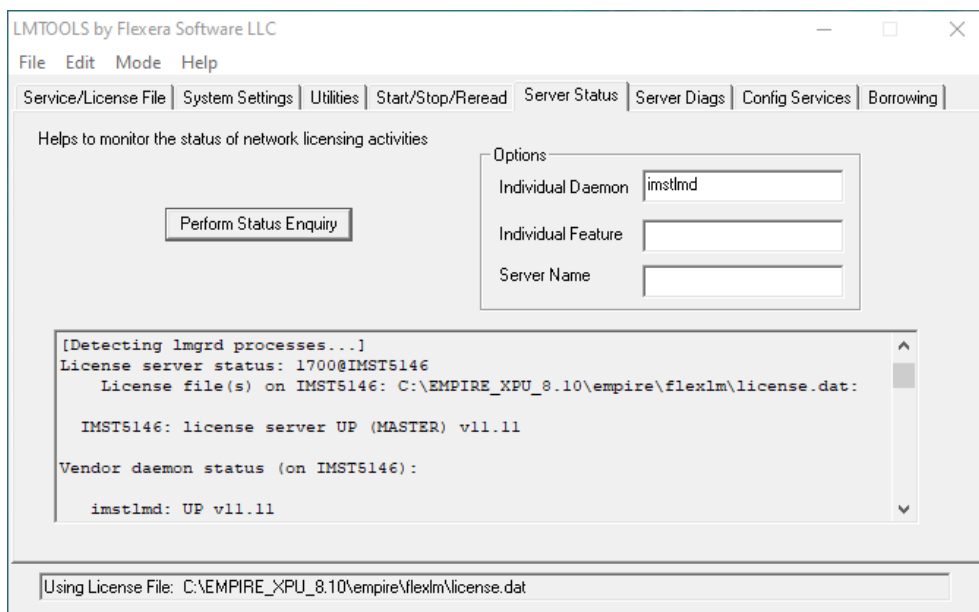 LMTOOLS by Flexera Software LLC
File Edit Mode Help
Service/License File System Settings Utilities Start/Stop/Reread Server Status Server Diags Config Services Borrowing
Helps to monitor the status of network licensing activities
Options
Individual Daemon imstlmd
Perform Status Enquiry
Individual Feature
Server Name
[Detecting lmgrd processes...]
License server status: 1700@IMST5146
License file(s) on IMST5146: C:\EMPIRE_XPU_8.10\empire\flexlm\license.dat:
IMST5146: license server UP (MASTER) v11.11
Vendor daemon status (on IMST5146):
imstlmd: UP v11.11
Using License File: C:\EMPIRE_XPU_8.10\empire\flexlm\license.dat